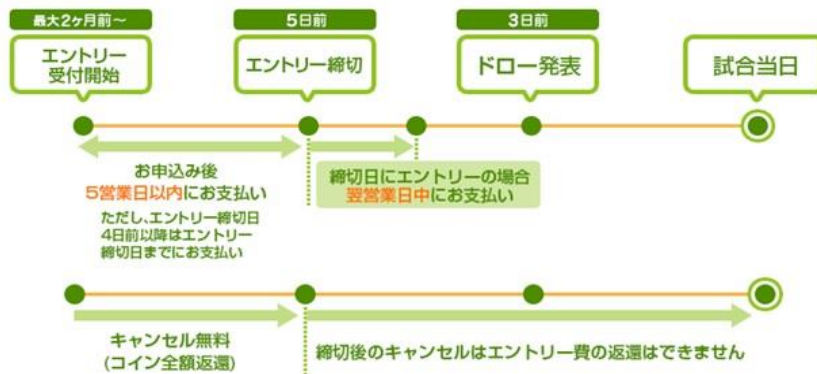 最大2ヶ月前～
5日前
3日前
エントリー
受付開始
エントリー締切
ドロー発表
試合当日
お申込み後
5営業日以内にお支払い
ただし、エントリー締切日
4日前以降はエントリー
締切日までにお支払い
締切日にエントリーの場合
翌営業日中にお支払い
キャンセル無料
(コイン全額返還)
締切後のキャンセルはエントリー費の返還はできません